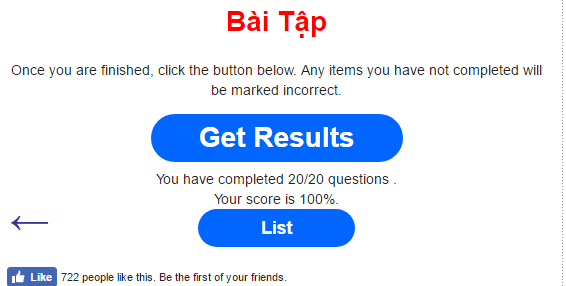 Bài Tập
Once you are finished, click the button below. Any items you have not completed will
be marked incorrect.
Get Results
You have completed 20/20 questions .
Your score is 100%.
List
Like 722 people like this. Be the first of your friends.